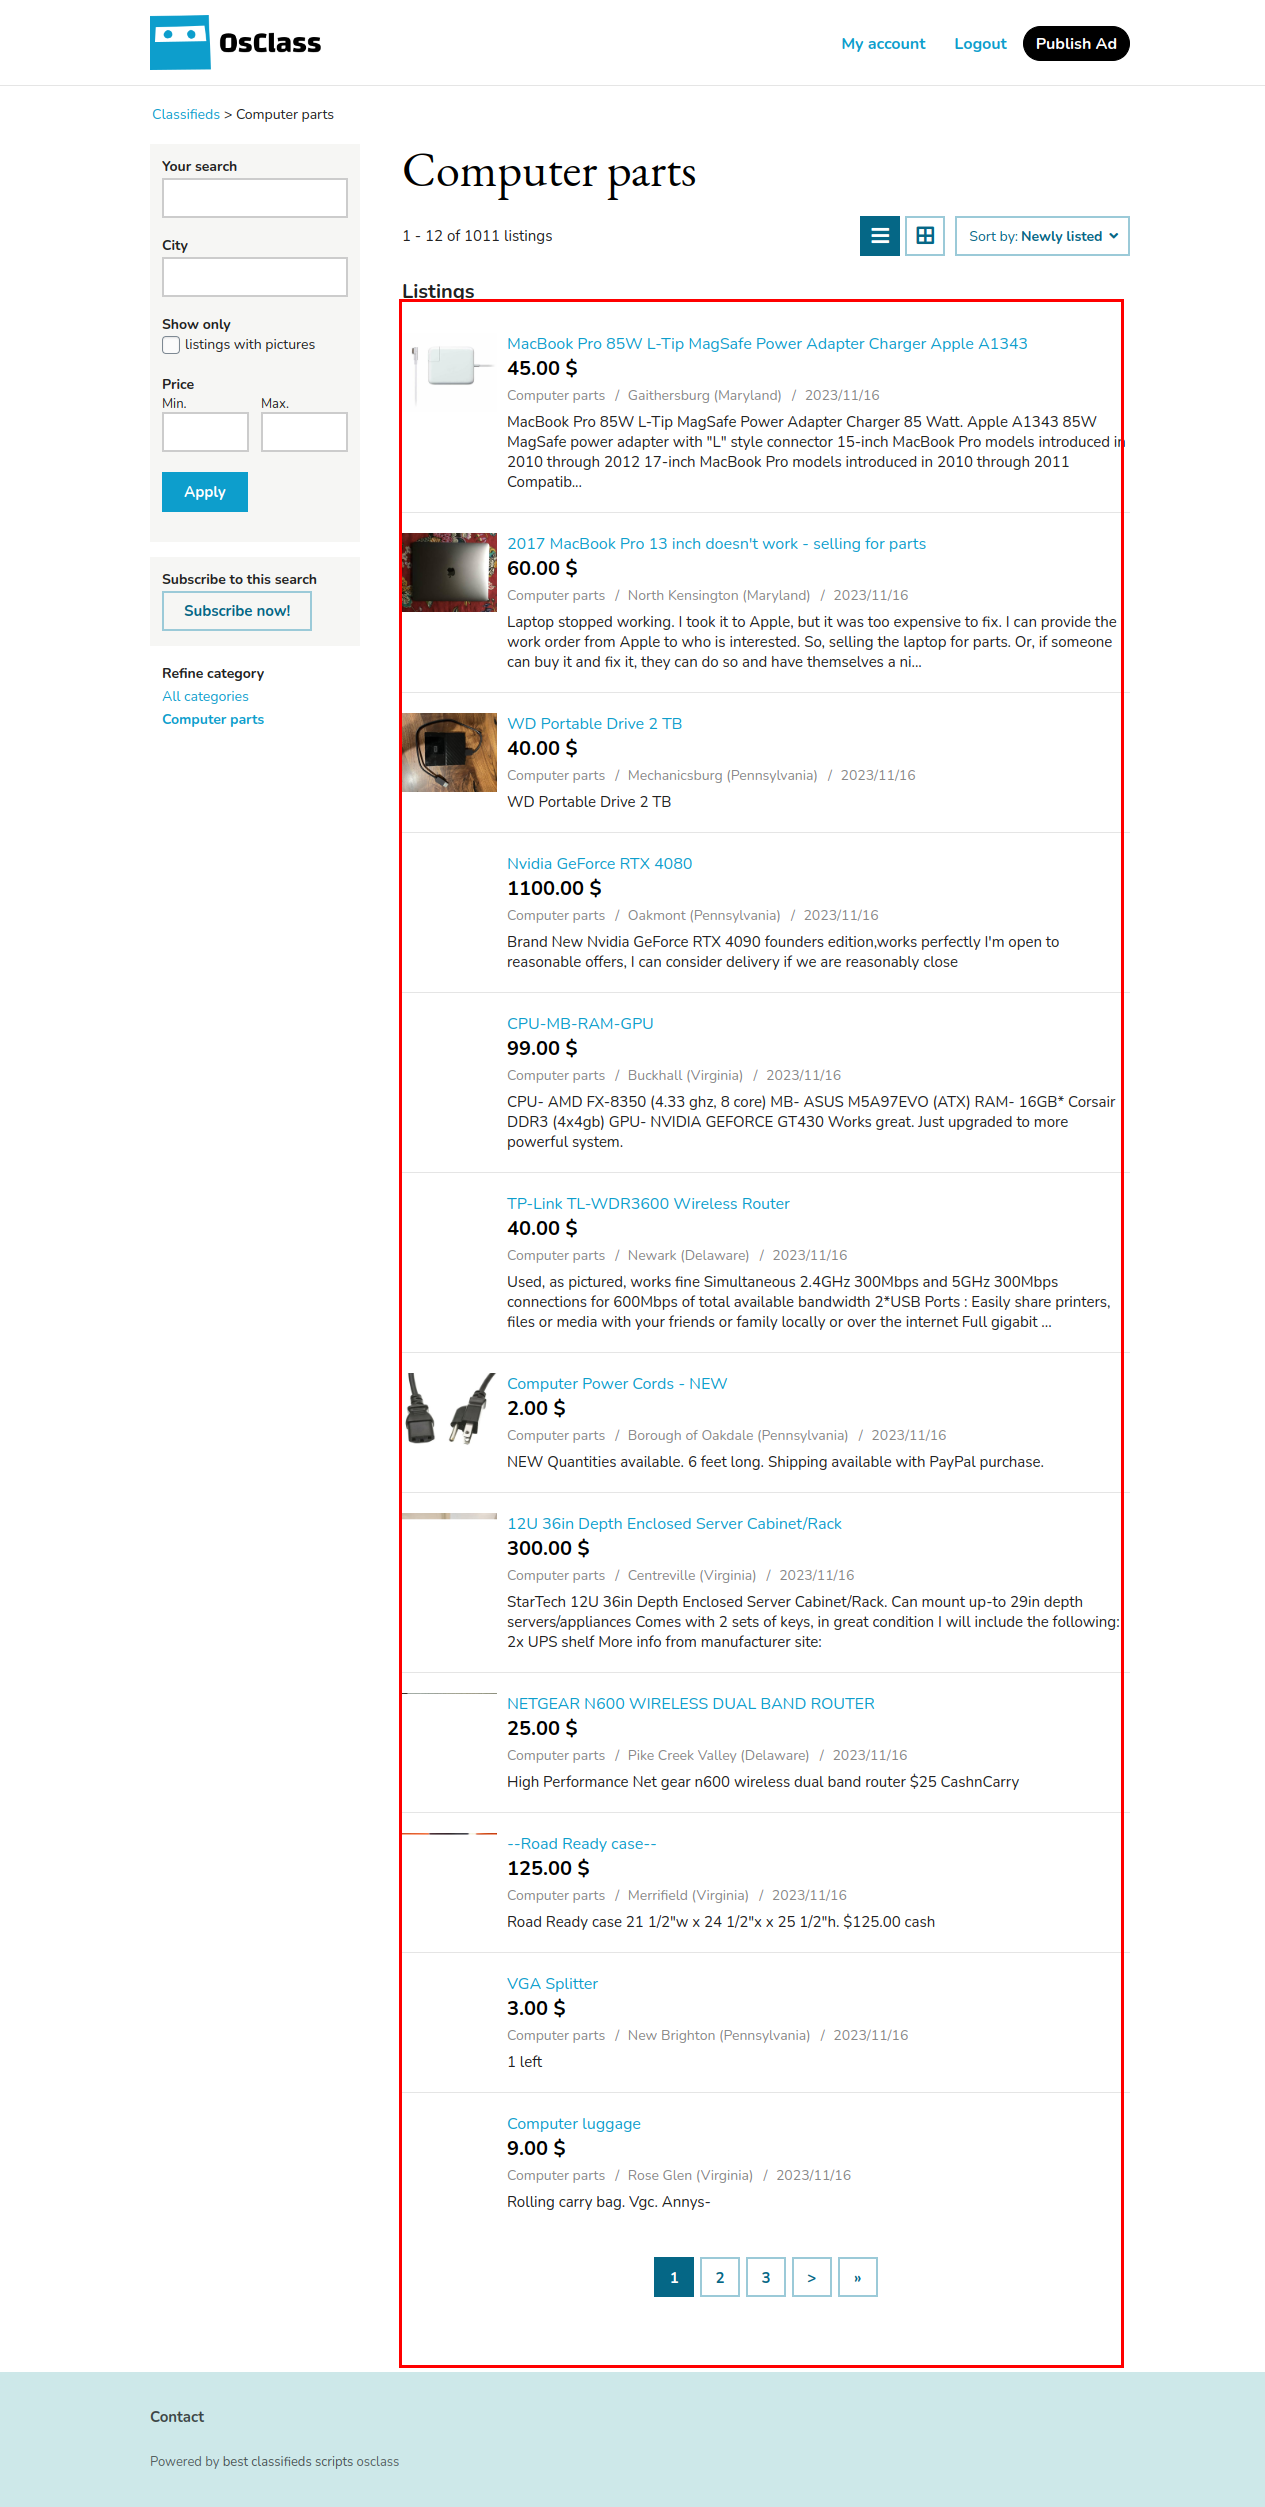 OsClass
My account
Logout
Publish Ad
Classifieds > Computer parts
Your search
City
Show only
listings with pictures
Price
Min.
Max.
Apply
Subscribe to this search
Subscribe now!
Refine category
All categories
Computer parts
Computer parts
1 - 12 of 1011 listings
Sort by: Newly listed
Listings
MacBook Pro 85W L-Tip MagSafe Power Adapter Charger Apple A1343
45.00 $
Computer parts / Gaithersburg (Maryland) / 2023/11/16
MacBook Pro 85W L-Tip MagSafe Power Adapter Charger 85 Watt. Apple A1343 85W
MagSafe power adapter with "L" style connector 15-inch MacBook Pro models introduced in
2010 through 2012 17-inch MacBook Pro models introduced in 2010 through 2011
Compatib...
2017 MacBook Pro 13 inch doesn't work - selling for parts
60.00 $
Computer parts / North Kensington (Maryland) / 2023/11/16
Laptop stopped working. I took it to Apple, but it was too expensive to fix. I can provide the
work order from Apple to who is interested. So, selling the laptop for parts. Or, if someone
can buy it and fix it, they can do so and have themselves a ni...
WD Portable Drive 2 TB
40.00 $
Computer parts / Mechanicsburg (Pennsylvania) / 2023/11/16
WD Portable Drive 2 TB
Nvidia GeForce RTX 4080
1100.00 $
Computer parts / Oakmont (Pennsylvania) / 2023/11/16
Brand New Nvidia GeForce RTX 4090 founders edition,works perfectly I'm open to
reasonable offers, I can consider delivery if we are reasonably close
CPU-MB-RAM-GPU
99.00 $
Computer parts / Buckhall (Virginia) / 2023/11/16
CPU- AMD FX-8350 (4.33 ghz, 8 core) MB- ASUS M5A97EVO (ATX) RAM- 16GB* Corsair
DDR3 (4x4gb) GPU- NVIDIA GEFORCE GT430 Works great. Just upgraded to more
powerful system.
TP-Link TL-WDR3600 Wireless Router
40.00 $
Computer parts / Newark (Delaware) / 2023/11/16
Used, as pictured, works fine Simultaneous 2.4GHz 300Mbps and 5GHz 300Mbps
connections for 600Mbps of total available bandwidth 2*USB Ports : Easily share printers,
files or media with your friends or family locally or over the internet Full gigabit ...
Computer Power Cords - NEW
2.00 $
Computer parts / Borough of Oakdale (Pennsylvania) / 2023/11/16
NEW Quantities available. 6 feet long. Shipping available with PayPal purchase.
12U 36in Depth Enclosed Server Cabinet/Rack
300.00 $
Computer parts / Centreville (Virginia) / 2023/11/16
StarTech 12U 36in Depth Enclosed Server Cabinet/Rack. Can mount up-to 29in depth
servers/appliances Comes with 2 sets of keys, in great condition I will include the following:
2x UPS shelf More info from manufacturer site:
NETGEAR N600 WIRELESS DUAL BAND ROUTER
25.00 $
Computer parts / Pike Creek Valley (Delaware) / 2023/11/16
High Performance Net gear n600 wireless dual band router $25 CashnCarry
--Road Ready case--
125.00 $
Computer parts / Merrifield (Virginia) / 2023/11/16
Road Ready case 21 1/2"w x 24 1/2"x x 25 1/2"h. $125.00 cash
VGA Splitter
3.00 $
Computer parts / New Brighton (Pennsylvania) / 2023/11/16
1 left
Computer luggage
9.00 $
Computer parts / Rose Glen (Virginia) / 2023/11/16
Rolling carry bag. Vgc. Annys-
1 2 3 > »
Contact
Powered by best classifieds scripts osclass